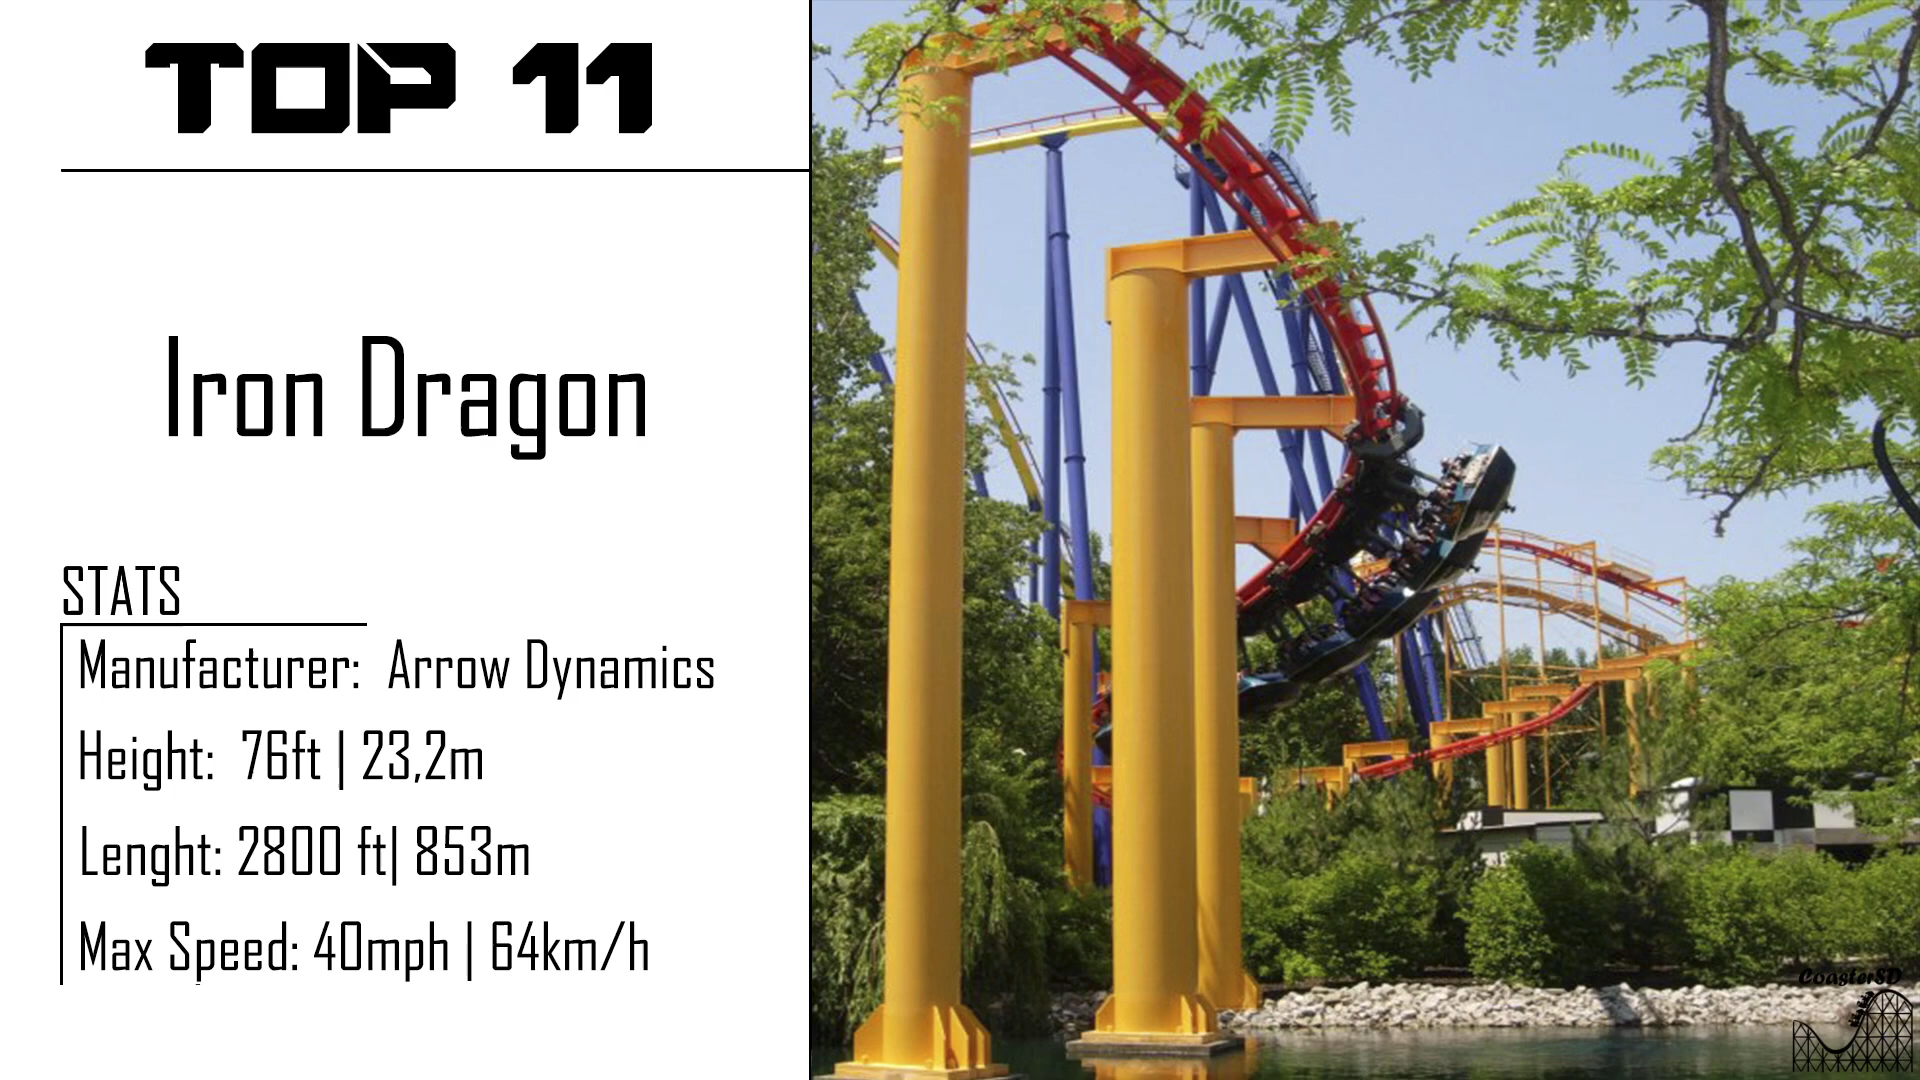 TOP 11
Iron Dragon
STATS
Manufacturer: Arrow Dynamics
Height: 76ft | 23,2m
Lenght: 2800 ft| 853m
Max Speed: 40mph | 64km/h
CoasterSD